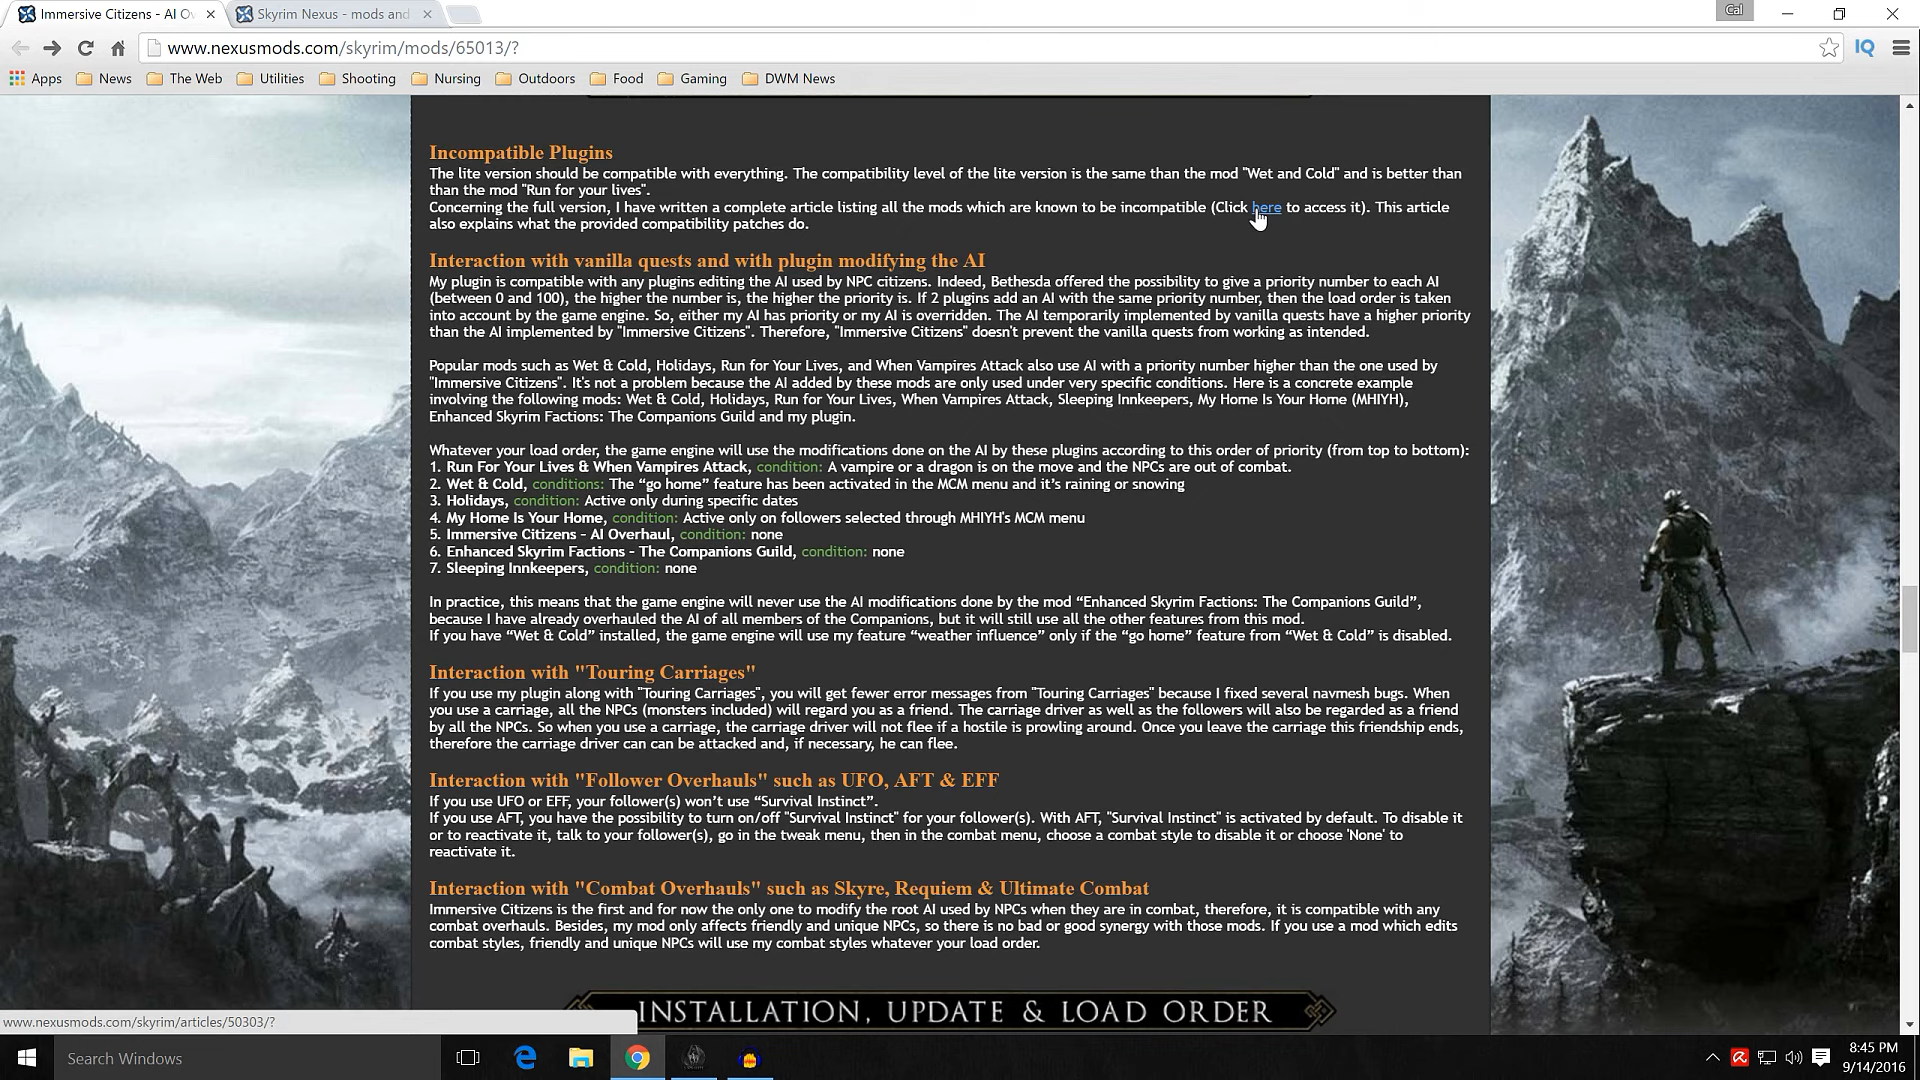 Immersive Citizens - AI O
Skyrim Nexus - mods and
Cal
www.nexusmods.com/skyrim/mods/65013/?
IQ
Apps News The Web Utilities Shooting Nursing Outdoors Food Gaming DWM News
Incompatible Plugins
The lite version should be compatible with everything. The compatibility level of the lite version is the same than the mod "Wet and Cold" and is better than
than the mod "Run for your lives".
Concerning the full version, I have written a complete article listing all the mods which are known to be incompatible (Click here to access it). This article
also explains what the provided compatibility patches do.
Interaction with vanilla quests and with plugin modifying the AI
My plugin is compatible with any plugins editing the AI used by NPC citizens. Indeed, Bethesda offered the possibility to give a priority number to each AI
(between 0 and 100), the higher the number is, the higher the priority is. If 2 plugins add an AI with the same priority number, then the load order is taken
into account by the game engine. So, either my AI has priority or my AI is overridden. The AI temporarily implemented by vanilla quests have a higher priority
than the AI implemented by "Immersive Citizens". Therefore, "Immersive Citizens" doesn't prevent the vanilla quests from working as intended.
Popular mods such as Wet & Cold, Holidays, Run for Your Lives, and When Vampires Attack also use AI with a priority number higher than the one used by
"Immersive Citizens". It's not a problem because the AI added by these mods are only used under very specific conditions. Here is a concrete example
involving the following mods: Wet & Cold, Holidays, Run for Your Lives, When Vampires Attack, Sleeping Innkeepers, My Home Is Your Home (MHIYH),
Enhanced Skyrim Factions: The Companions Guild and my plugin.
Whatever your load order, the game engine will use the modifications done on the AI by these plugins according to this order of priority (from top to bottom):
1. Run For Your Lives & When Vampires Attack, condition: A vampire or a dragon is on the move and the NPCs are out of combat.
2. Wet & Cold, conditions: The “go home” feature has been activated in the MCM menu and it’s raining or snowing
3. Holidays, condition: Active only during specific dates
4. My Home Is Your Home, condition: Active only on followers selected through MHIYH's MCM menu
5. Immersive Citizens - AI Overhaul, condition: none
6. Enhanced Skyrim Factions - The Companions Guild, condition: none
7. Sleeping Innkeepers, condition: none
In practice, this means that the game engine will never use the AI modifications done by the mod “Enhanced Skyrim Factions: The Companions Guild”,
because I have already overhauled the AI of all members of the Companions, but it will still use all the other features from this mod.
If you have “Wet & Cold” installed, the game engine will use my feature “weather influence” only if the “go home” feature from “Wet & Cold” is disabled.
Interaction with "Touring Carriages"
If you use my plugin along with "Touring Carriages", you will get fewer error messages from "Touring Carriages" because I fixed several navmesh bugs. When
you use a carriage, all the NPCs (monsters included) will regard you as a friend. The carriage driver as well as the followers will also be regarded as a friend
by all the NPCs. So when you use a carriage, the carriage driver will not flee if a hostile is prowling around. Once you leave the carriage this friendship ends,
therefore the carriage driver can can be attacked and, if necessary, he can flee.
Interaction with "Follower Overhauls" such as UFO, AFT & EFF
If you use UFO or EFF, your follower(s) won’t use “Survival Instinct”.
If you use AFT, you have the possibility to turn on/off "Survival Instinct" for your follower(s). With AFT, "Survival Instinct" is activated by default. To disable it
or to reactivate it, talk to your follower(s), go in the tweak menu, then in the combat menu, choose a combat style to disable it or choose 'None' to
reactivate it.
Interaction with "Combat Overhauls" such as Skyre, Requiem & Ultimate Combat
Immersive Citizens is the first and for now the only one to modify the root AI used by NPCs when they are in combat, therefore, it is compatible with any
combat overhauls. Besides, my mod only affects friendly and unique NPCs, so there is no bad or good synergy with those mods. If you use a mod which edits
combat styles, friendly and unique NPCs will use my combat styles whatever your load order.
INSTALLATION, UPDATE & LOAD ORDER
www.nexusmods.com/skyrim/articles/50303/?
Search Windows
8:45 PM
9/14/2016